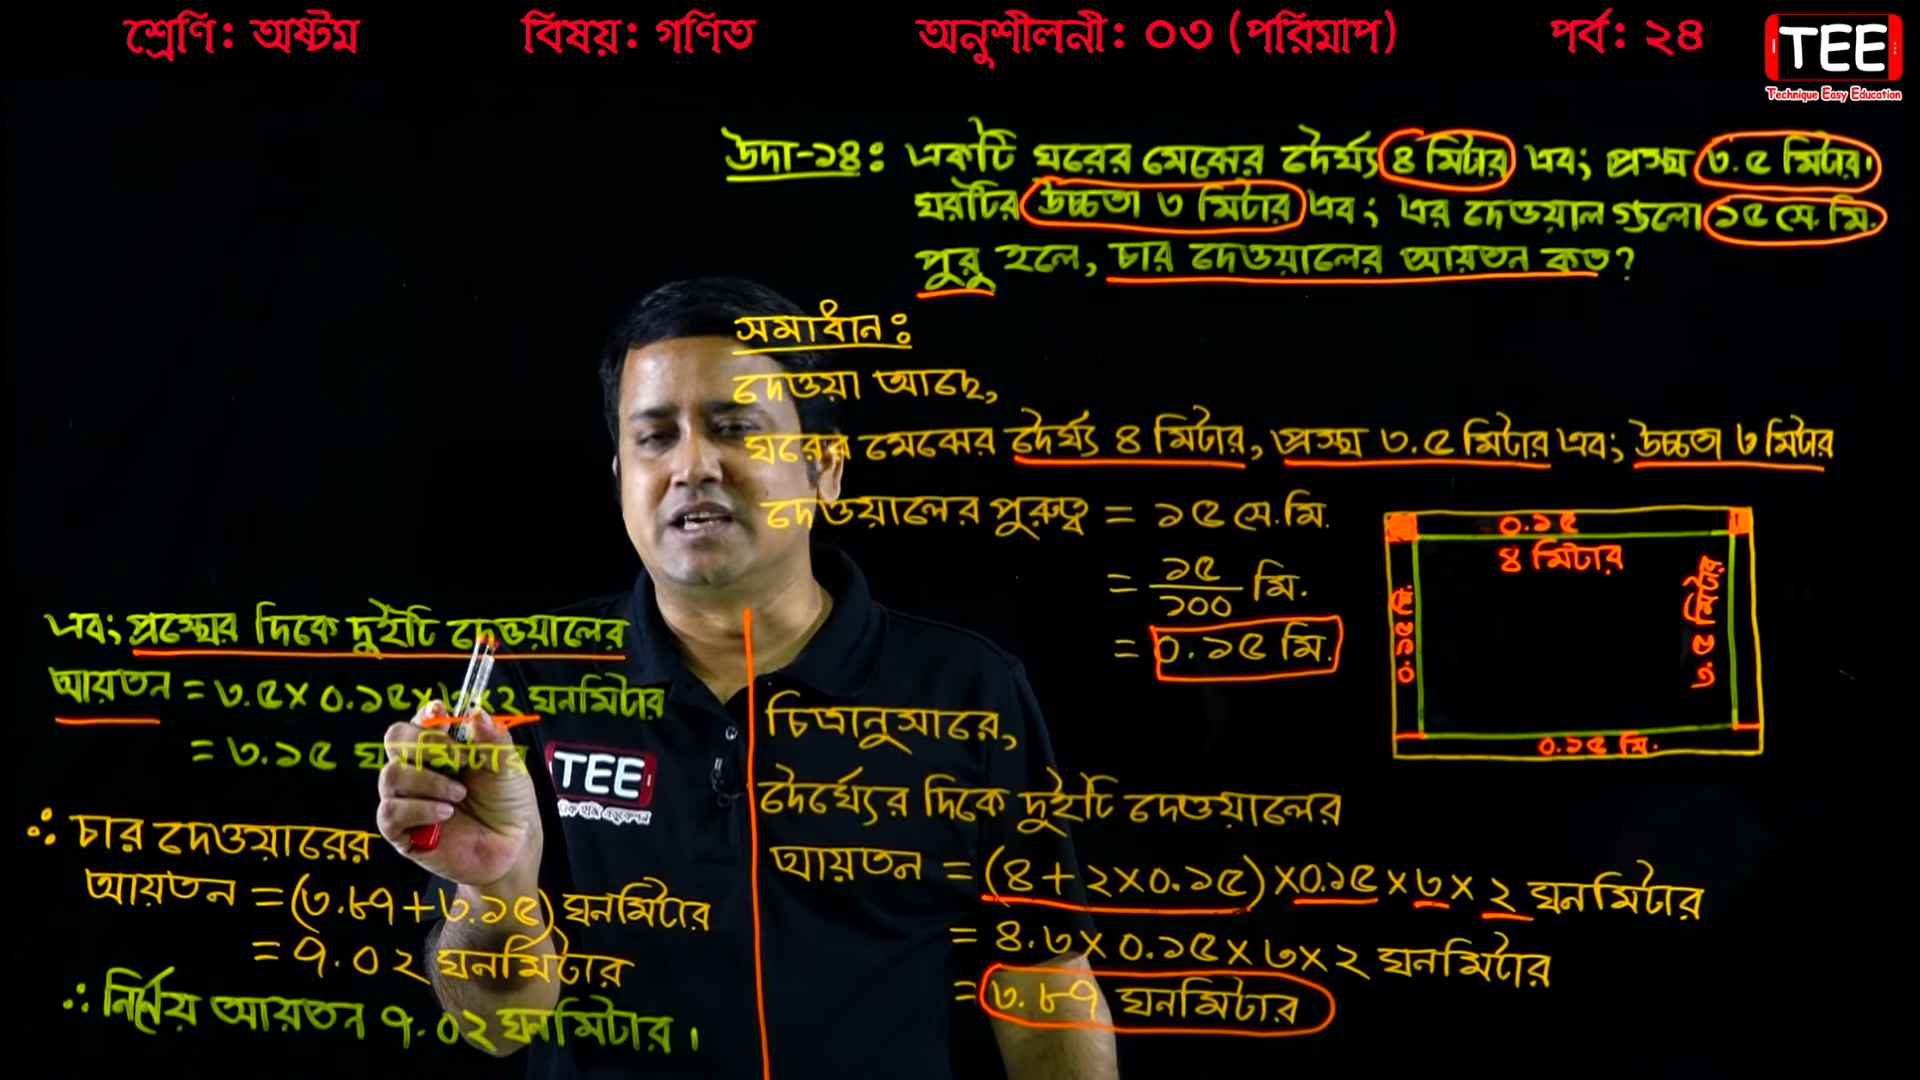 শ্রেণি: অষ্টম
বিষয়: গণিত
অনুশীলনী: ০৩ (পরিমাপ)
পর্ব: ২৪
TEE
Technique Easy Education
উদা-১৪: একটি ঘরের মেঝের দৈর্ঘ্য ৪ মিটার এবং প্রস্থ ৩.৫ মিটার।
ঘরটির উচ্চতা ৩ মিটার এবং এর দেওয়াল গুলো ১৫ সে. মি.
পুরু হলে, চার দেওয়ালের আয়তন কত?
সমাধান:
দেওয়া আছে,
ঘরের মেঝের দৈর্ঘ্য ৪ মিটার, প্রস্থ ৩.৫ মিটার এবং উচ্চতা ৩ মিটার
দেওয়ালের পুরুত্ব = ১৫ সে. মি.
= ১৫/১০০ মি.
= ০.১৫ মি.
০.১৫
৪ মিটার
০.১৫ মি.
৩.৫ মিটার
০.১৫ মি.
চিত্রানুসারে,
দৈর্ঘ্যের দিকে দুইটি দেওয়ালের
আয়তন = (৪+২×০.১৫)×০.১৫×৩×২ ঘনমিটার
= ৪.৩×০.১৫×৩×২ ঘনমিটার
= ৩.৮৭ ঘনমিটার
এবং প্রস্থের দিকে দুইটি দেওয়ালের
আয়তন = ৩.৫×০.১৫×৩×২ ঘনমিটার
= ৩.১৫ ঘনমিটার
∴ চার দেওয়ারের
আয়তন = (৩.৮৭+৩.১৫) ঘনমিটার
= ৭.০২ ঘনমিটার
∴ নির্ণেয় আয়তন ৭.০২ ঘনমিটার।
TEE